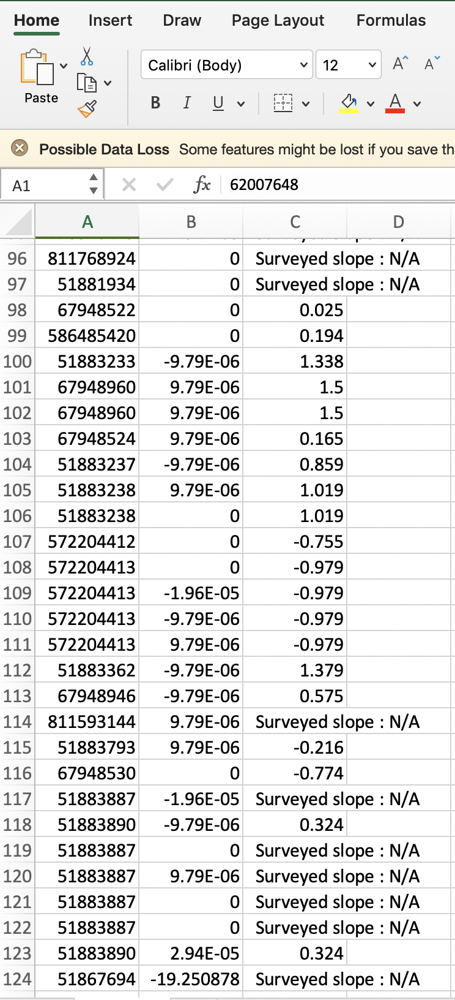 Home Insert Draw Page Layout Formulas
Calibri (Body) 12 A A
Paste B I U A
Possible Data Loss Some features might be lost if you save th
A1 fx 62007648
A B C D
96 811768924 0 Surveyed slope : N/A
97 51881934 0 Surveyed slope : N/A
98 67948522 0 0.025
99 586485420 0 0.194
100 51883233 -9.79E-06 1.338
101 67948960 9.79E-06 1.5
102 67948960 9.79E-06 1.5
103 67948524 9.79E-06 0.165
104 51883237 -9.79E-06 0.859
105 51883238 9.79E-06 1.019
106 51883238 0 1.019
107 572204412 0 -0.755
108 572204413 0 -0.979
109 572204413 -1.96E-05 -0.979
110 572204413 -9.79E-06 -0.979
111 572204413 9.79E-06 -0.979
112 51883362 -9.79E-06 1.379
113 67948946 -9.79E-06 0.575
114 811593144 9.79E-06 Surveyed slope : N/A
115 51883793 9.79E-06 -0.216
116 67948530 0 -0.774
117 51883887 -1.96E-05 Surveyed slope : N/A
118 51883890 -9.79E-06 0.324
119 51883887 0 Surveyed slope : N/A
120 51883887 9.79E-06 Surveyed slope : N/A
121 51883887 0 Surveyed slope : N/A
122 51883887 0 Surveyed slope : N/A
123 51883890 2.94E-05 0.324
124 51867694 -19.250878 Surveyed slope : N/A